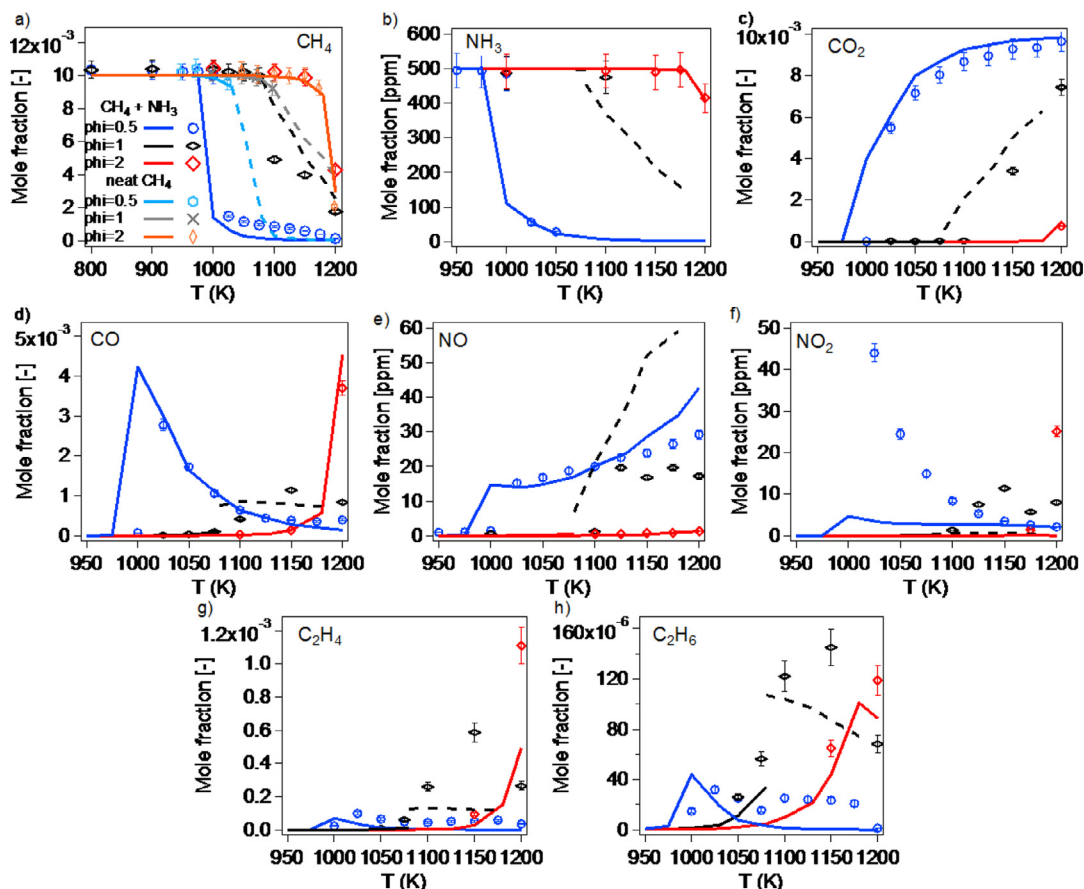 a)
CH4
Mole fraction [-]
12x10-3
10
8
6
4
2
0
CH4 + NH3
phi=0.5
phi=1
phi=2
neat CH4
phi=0.5
phi=1
phi=2
800 900 1000 1100 1200
T (K)
b)
NH3
Mole fraction [ppm]
600
500
400
300
200
100
0
950 1000 1050 1100 1150 1200
T (K)
c)
CO2
Mole fraction [-]
10x10-3
8
6
4
2
0
950 1000 1050 1100 1150 1200
T (K)
d)
CO
Mole fraction [-]
5x10-3
4
3
2
1
0
950 1000 1050 1100 1150 1200
T (K)
e)
NO
Mole fraction [ppm]
60
50
40
30
20
10
0
950 1000 1050 1100 1150 1200
T (K)
f)
NO2
Mole fraction [ppm]
50
40
30
20
10
0
950 1000 1050 1100 1150 1200
T (K)
g)
C2H4
Mole fraction [-]
1.2x10-3
1.0
0.8
0.6
0.4
0.2
0.0
950 1000 1050 1100 1150 1200
T (K)
h)
C2H6
Mole fraction [-]
160x10-6
120
80
40
0
950 1000 1050 1100 1150 1200
T (K)